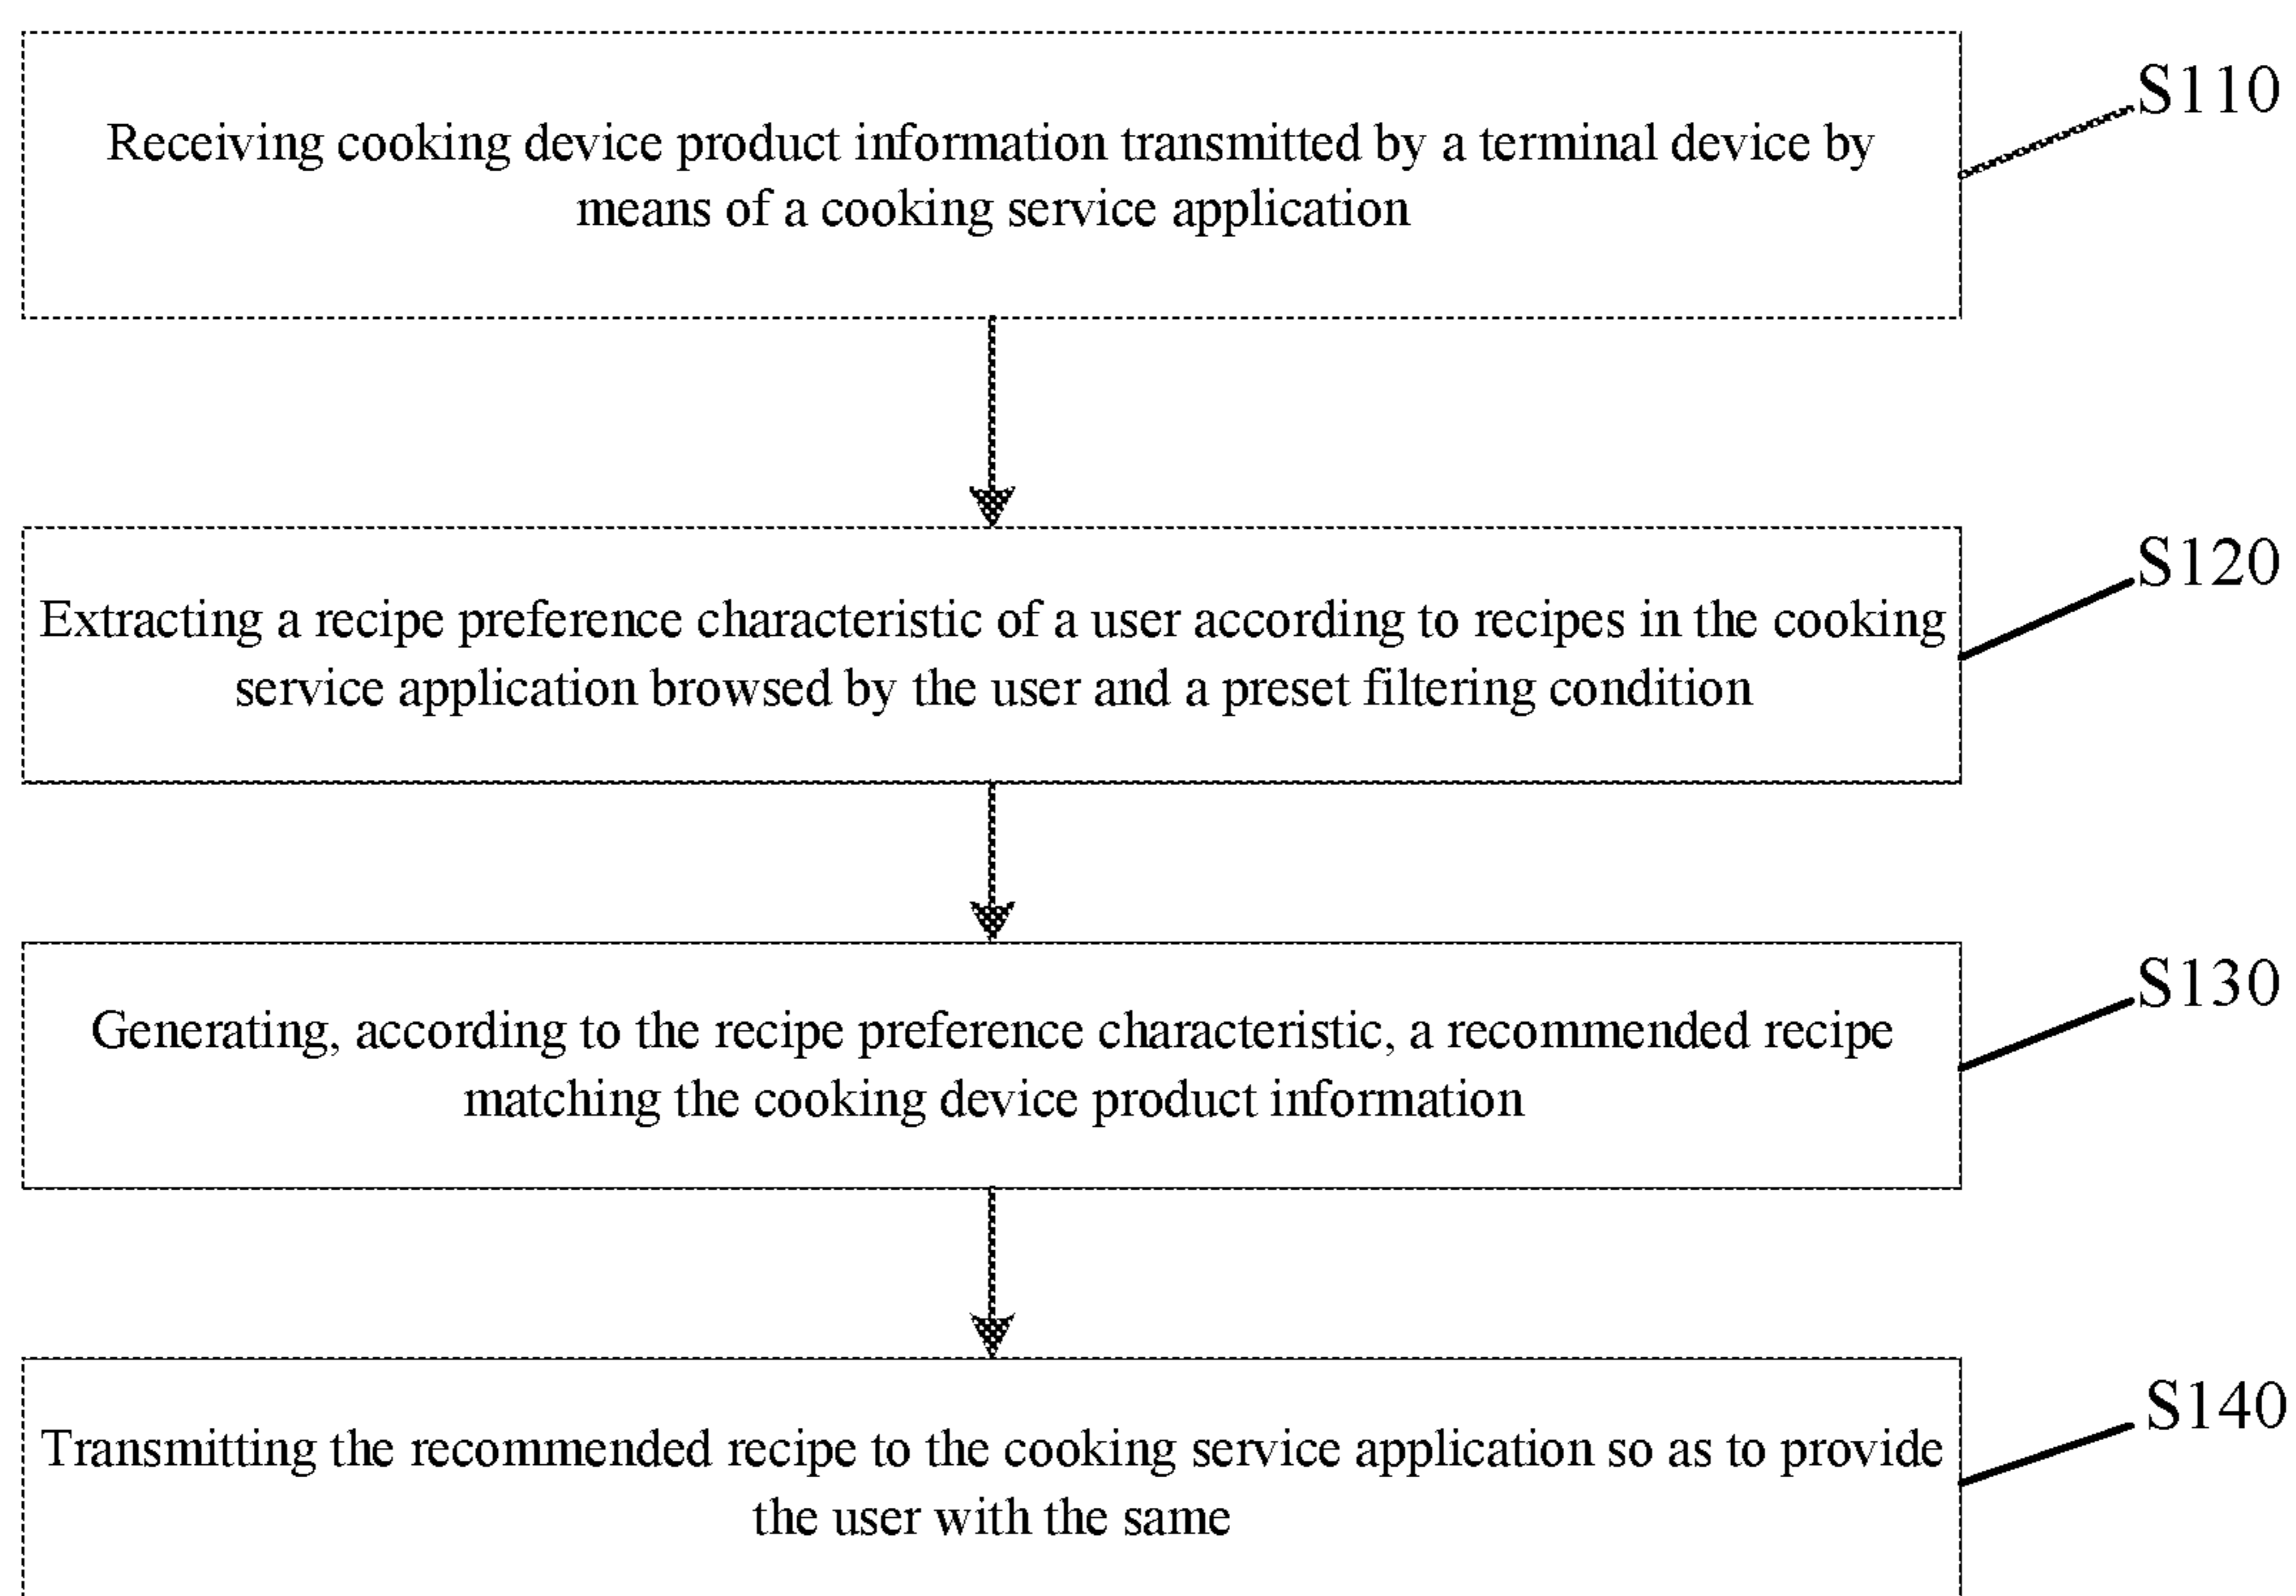 S110
Receiving cooking device product information transmitted by a terminal device by
means of a cooking service application
S120
Extracting a recipe preference characteristic of a user according to recipes in the cooking
service application browsed by the user and a preset filtering condition
S130
Generating, according to the recipe preference characteristic, a recommended recipe
matching the cooking device product information
S140
Transmitting the recommended recipe to the cooking service application so as to provide
the user with the same